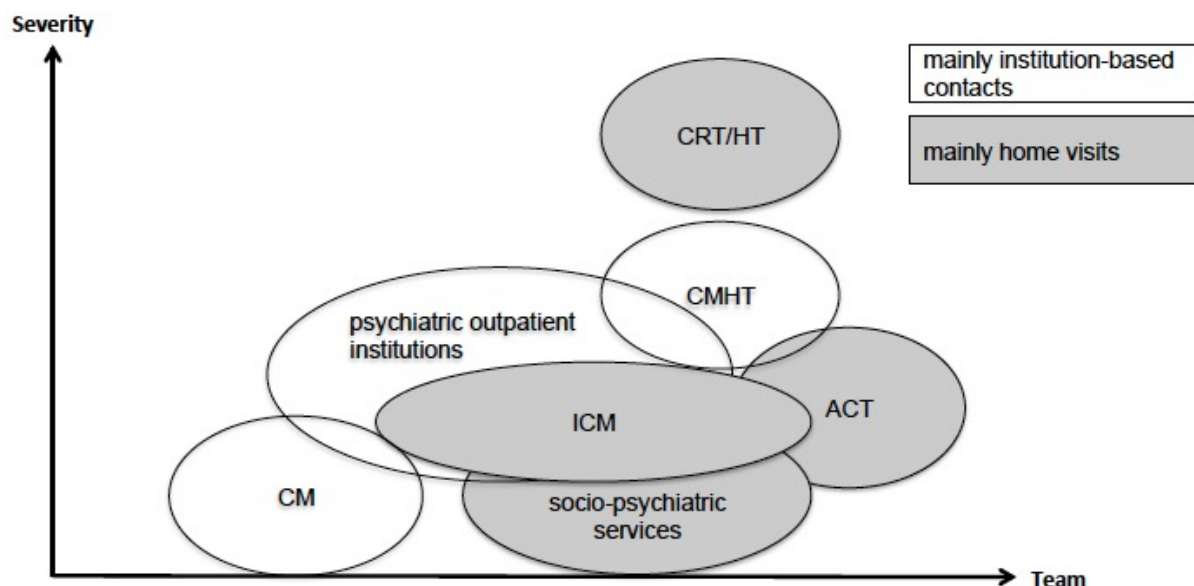 Severity
mainly institution-based
contacts
CRT/HT
mainly home visits
CMHT
psychiatric outpatient
institutions
ACT
ICM
CM
socio-psychiatric
services
Team